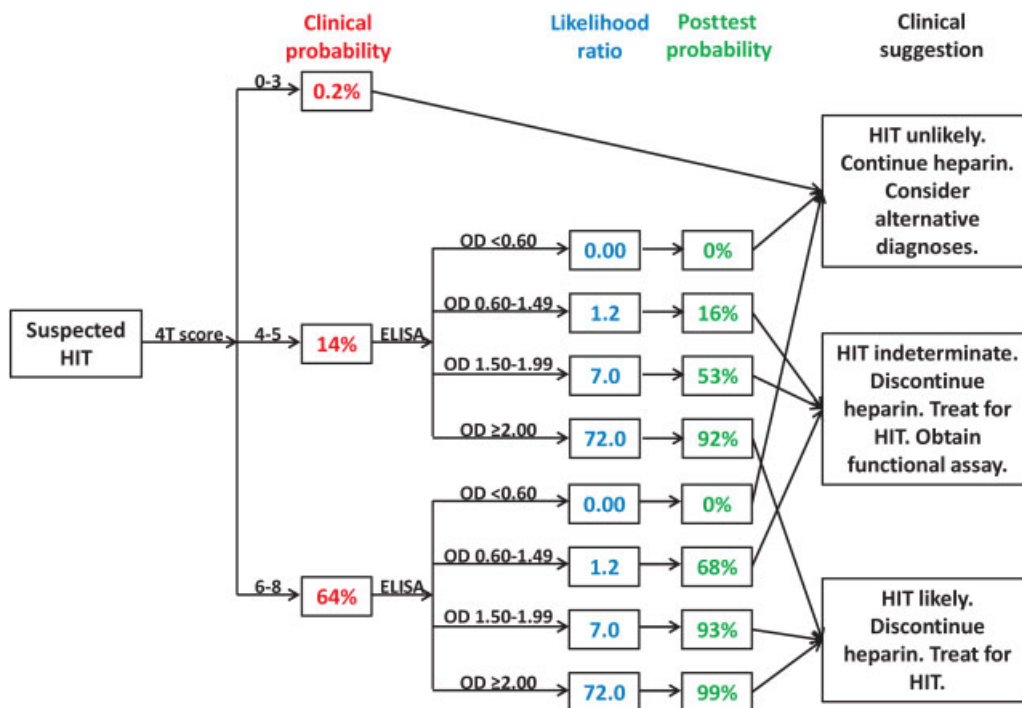 Clinical
probability
Likelihood
ratio
Posttest
probability
Clinical
suggestion
0-3
0.2%
HIT unlikely.
Continue heparin.
Consider
alternative
diagnoses.
OD <0.60
0.00
0%
OD 0.60-1.49
1.2
16%
Suspected
HIT
4T score
4-5
14%
ELISA
OD 1.50-1.99
7.0
53%
HIT indeterminate.
Discontinue
heparin. Treat for
HIT. Obtain
functional assay.
OD ≥2.00
72.0
92%
OD <0.60
0.00
0%
OD 0.60-1.49
1.2
68%
6-8
64%
ELISA
OD 1.50-1.99
7.0
93%
HIT likely.
Discontinue
heparin. Treat for
HIT.
OD ≥2.00
72.0
99%